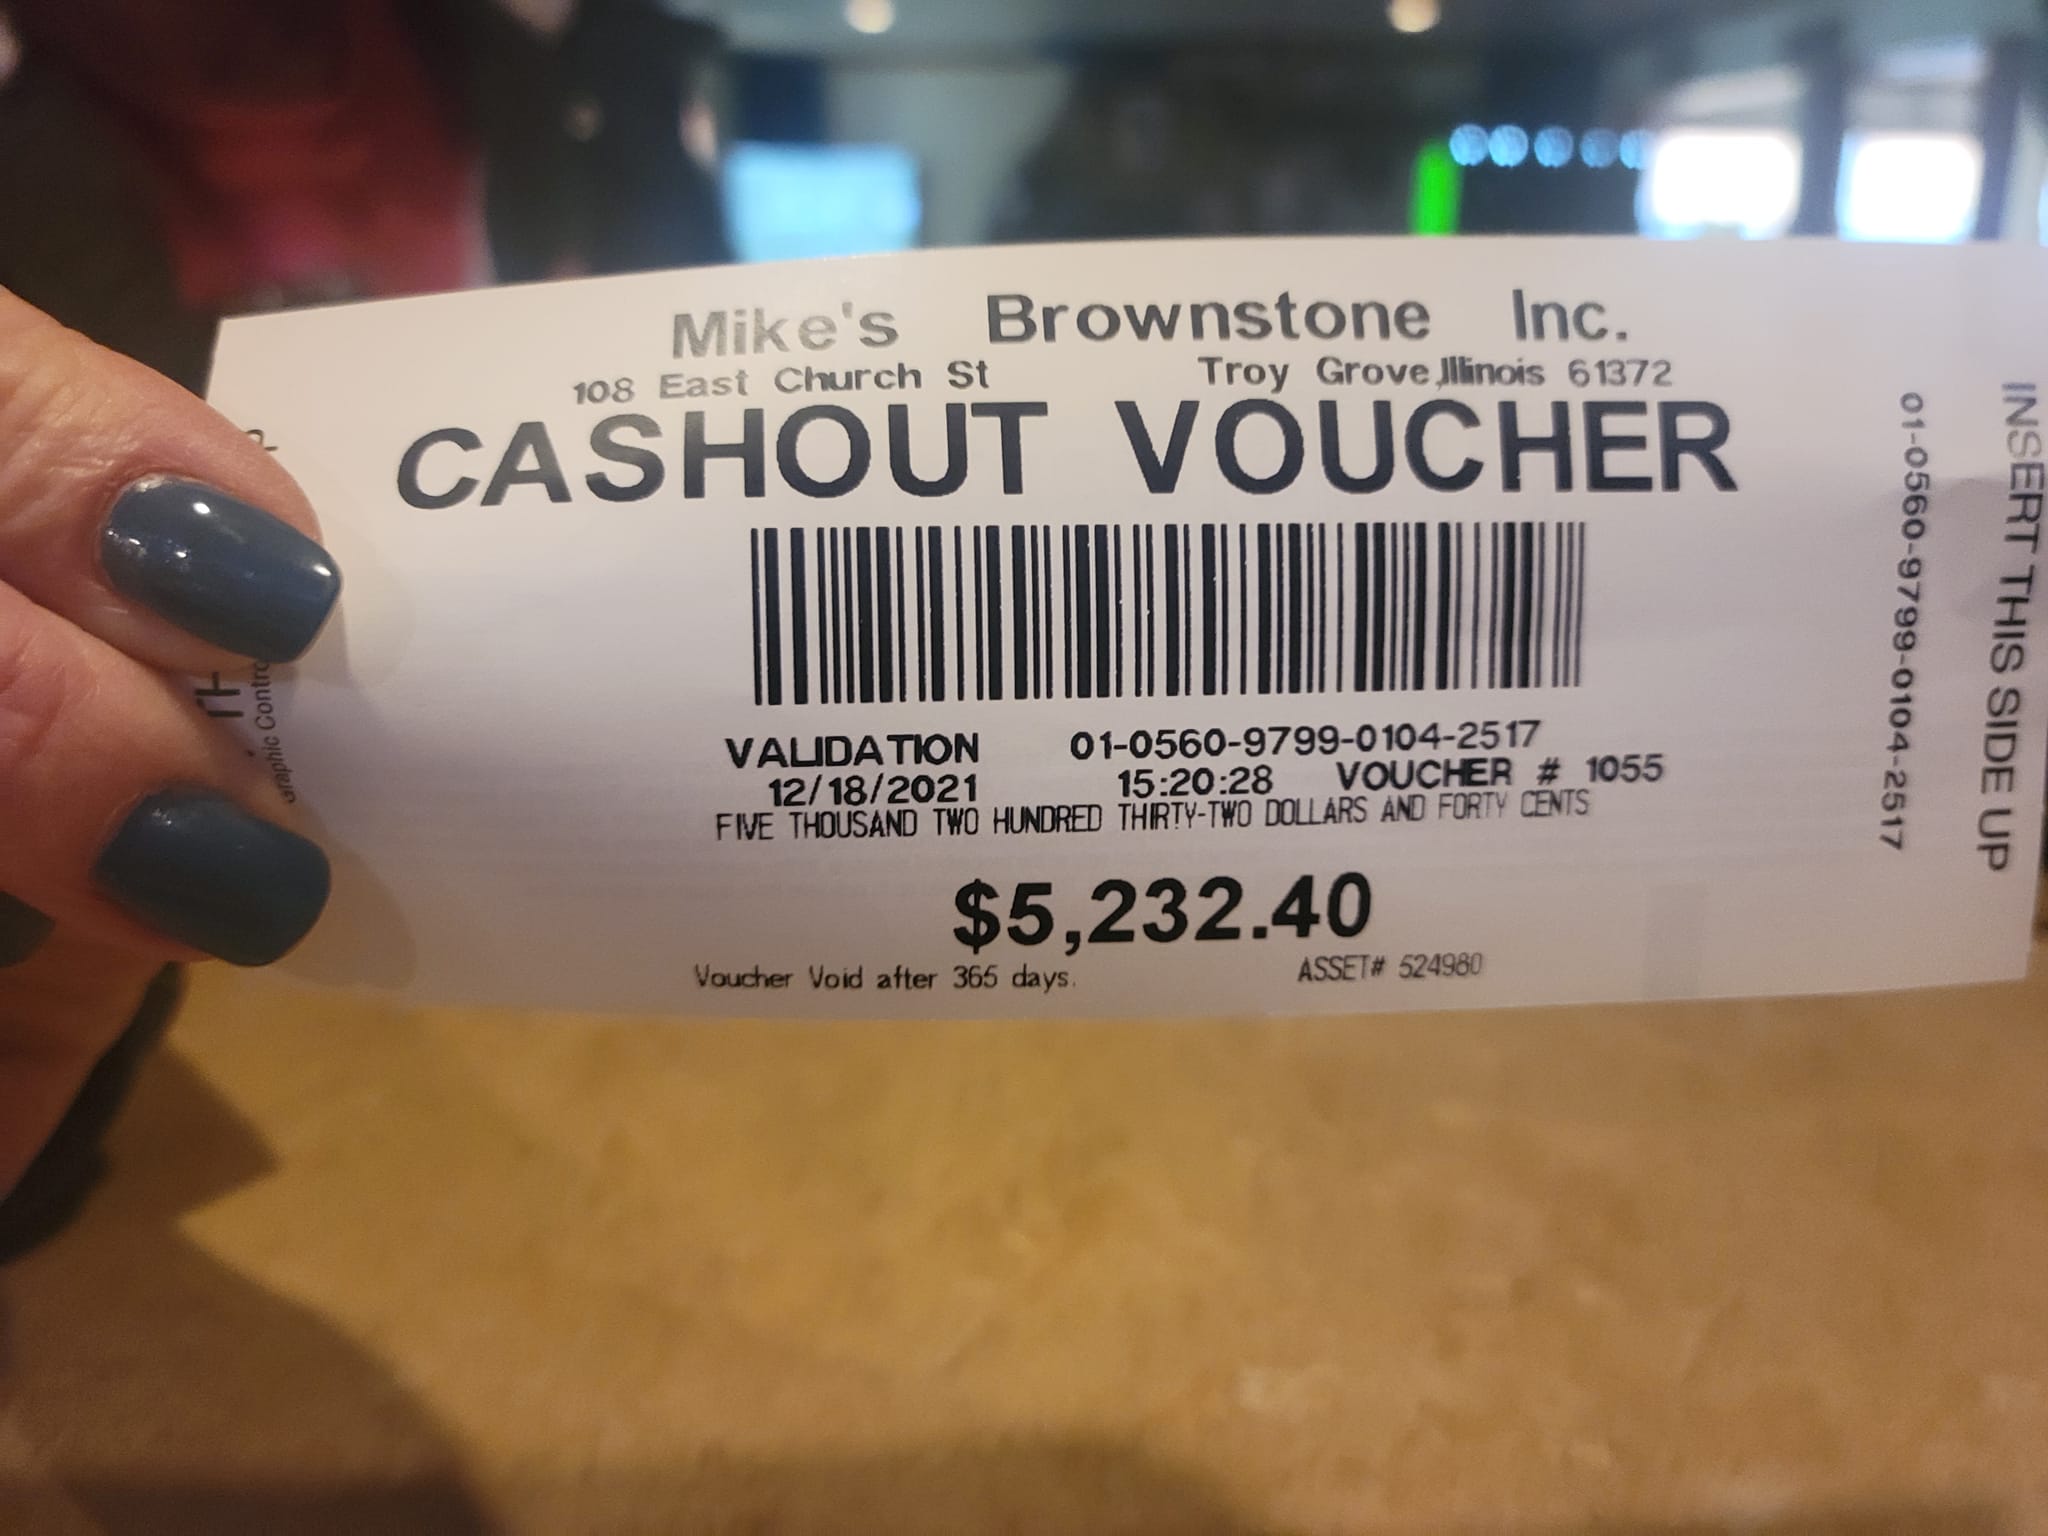 Mike's Brownstone Inc.
108 East Church St Troy Grove,Illinois 61372
CASHOUT VOUCHER
VALIDATION 01-0560-9799-0104-2517
12/18/2021 15:20:28 VOUCHER # 1055
FIVE THOUSAND TWO HUNDRED THIRTY-TWO DOLLARS AND FORTY CENTS
$5,232.40
Voucher Void after 365 days. ASSET# 524980
01-0560-9799-0104-2517
INSERT THIS SIDE UP